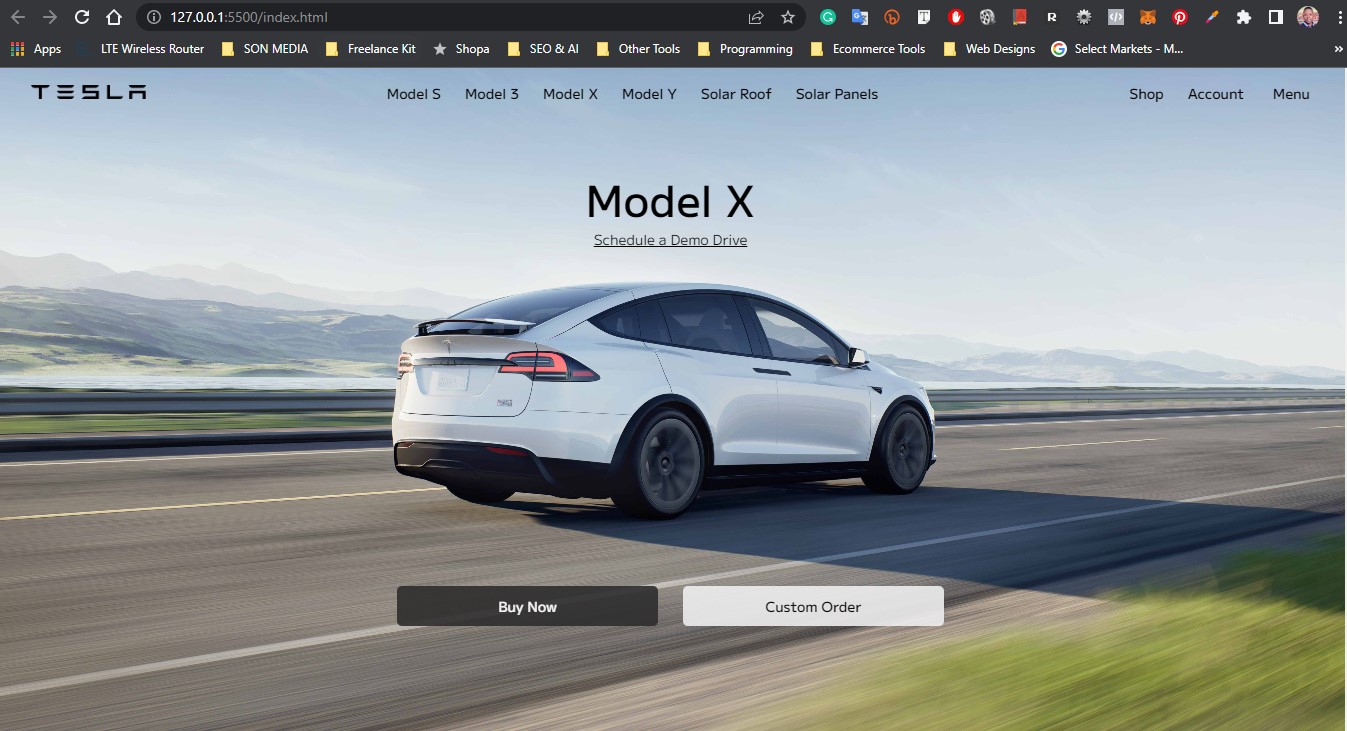 127.0.0.1:5500/index.html
Apps LTE Wireless Router SON MEDIA Freelance Kit Shopa SEO & AI Other Tools Programming Ecommerce Tools Web Designs Select Markets - M... »
TESLA Model S Model 3 Model X Model Y Solar Roof Solar Panels Shop Account Menu
Model X
Schedule a Demo Drive
Buy Now Custom Order